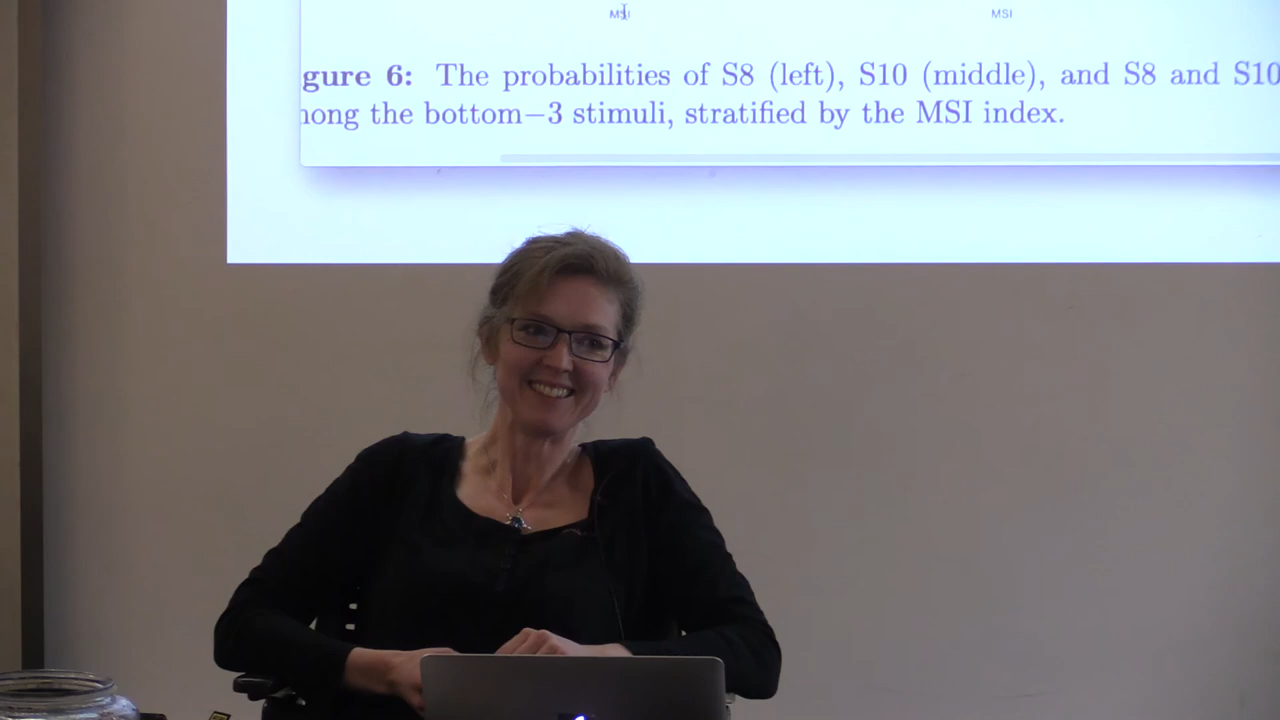 MSI MSI
gure 6: The probabilities of S8 (left), S10 (middle), and S8 and S10
ong the bottom−3 stimuli, stratified by the MSI index.